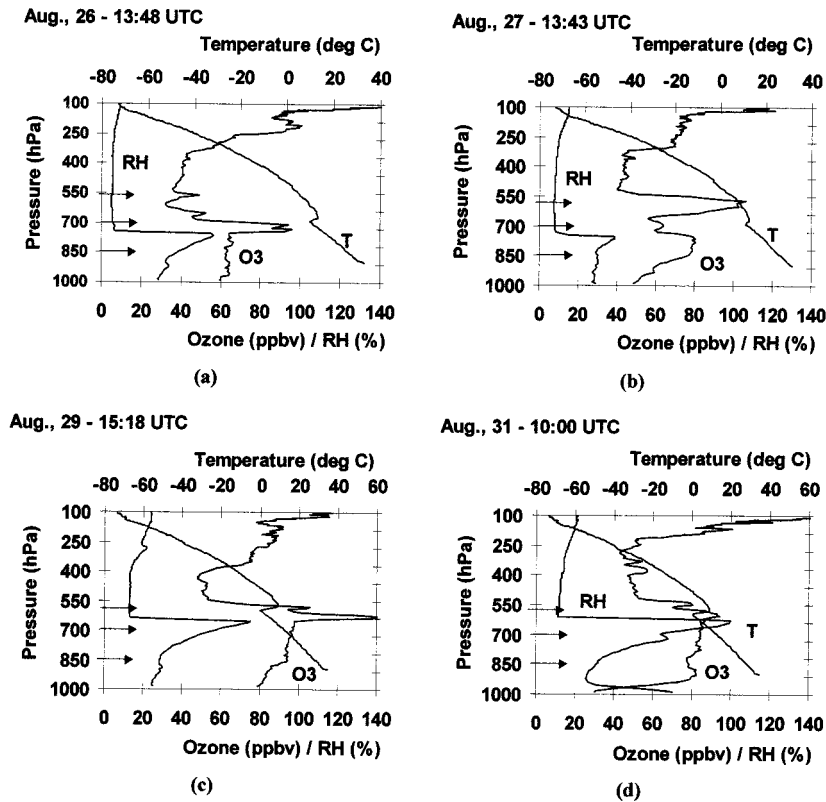 Aug., 26 - 13:48 UTC
Temperature (deg C)
-80 -60 -40 -20 0 20 40
Pressure (hPa)
100
250
400
550
700
850
1000
RH
T
O3
0 20 40 60 80 100 120 140
Ozone (ppbv) / RH (%)
(a)
Aug., 27 - 13:43 UTC
Temperature (deg C)
-80 -60 -40 -20 0 20 40
Pressure (hPa)
100
250
400
550
700
850
1000
RH
T
O3
0 20 40 60 80 100 120 140
Ozone (ppbv) / RH (%)
(b)
Aug., 29 - 15:18 UTC
Temperature (deg C)
-80 -60 -40 -20 0 20 40 60
Pressure (hPa)
100
250
400
550
700
850
1000
O3
0 20 40 60 80 100 120 140
Ozone (ppbv) / RH (%)
(c)
Aug., 31 - 10:00 UTC
Temperature (deg C)
-80 -60 -40 -20 0 20 40 60
Pressure (hPa)
100
250
400
550
700
850
1000
RH
T
O3
0 20 40 60 80 100 120 140
Ozone (ppbv) / RH (%)
(d)